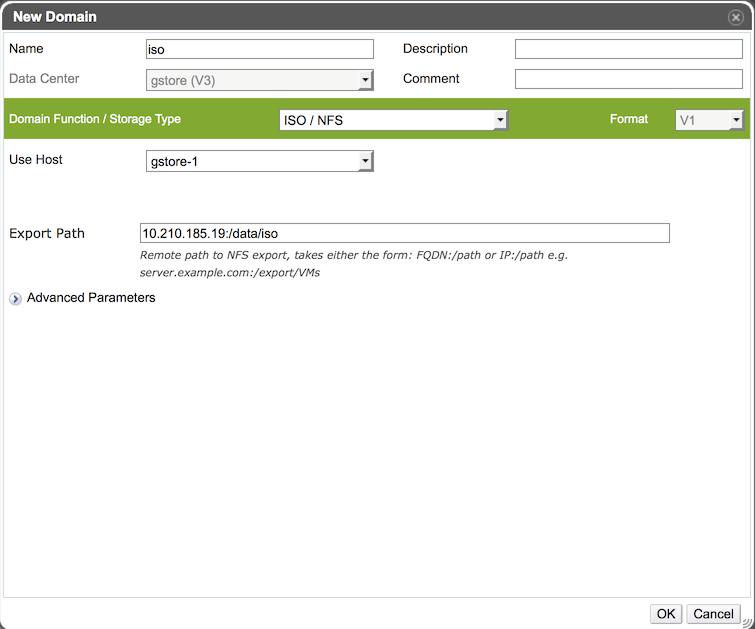 New Domain
Name iso Description
Data Center gstore (V3) Comment
Domain Function / Storage Type ISO / NFS Format V1
Use Host gstore-1
Export Path 10.210.185.19:/data/iso
Remote path to NFS export, takes either the form: FQDN:/path or IP:/path e.g.
server.example.com:/export/VMs
Advanced Parameters
OK Cancel